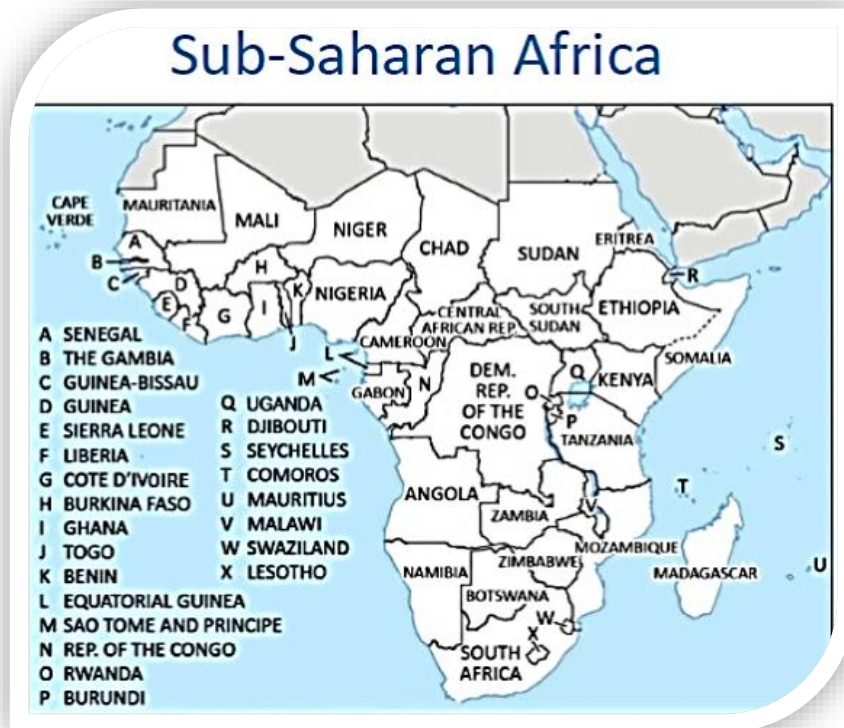 Sub-Saharan Africa
CAPE
VERDE
MAURITANIA
MALI
NIGER
CHAD
SUDAN
ERITREA
A
B
C
D
E
F
G
H
I
J
K
NIGERIA
CENTRAL
AFRICAN REP.
SOUTH
SUDAN
ETHIOPIA
R
SOMALIA
CAMEROON
L
M
GABON
N
DEM.
REP.
OF THE
CONGO
Q
KENYA
O
P
TANZANIA
S
T
ANGOLA
ZAMBIA
V
MOZAMBIQUE
MADAGASCAR
U
NAMIBIA
ZIMBABWE
BOTSWANA
W
X
SOUTH
AFRICA
A SENEGAL
B THE GAMBIA
C GUINEA-BISSAU
D GUINEA
E SIERRA LEONE
F LIBERIA
G COTE D'IVOIRE
H BURKINA FASO
I GHANA
J TOGO
K BENIN
L EQUATORIAL GUINEA
M SAO TOME AND PRINCIPE
N REP. OF THE CONGO
O RWANDA
P BURUNDI
Q UGANDA
R DJIBOUTI
S SEYCHELLES
T COMOROS
U MAURITIUS
V MALAWI
W SWAZILAND
X LESOTHO